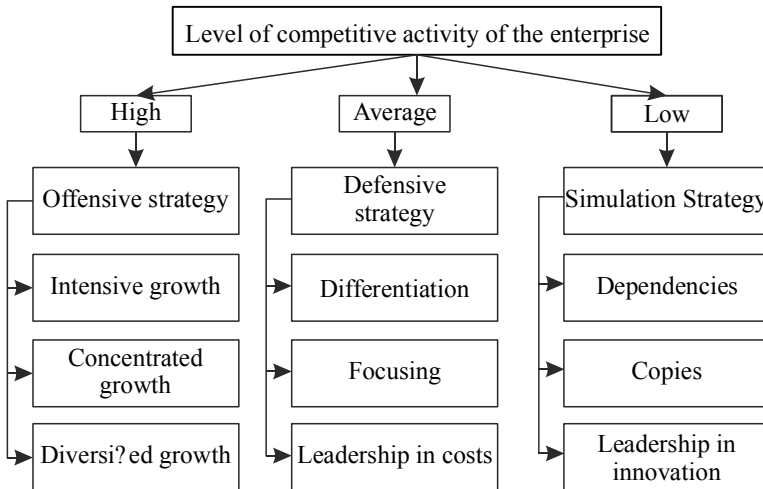 Level of competitive activity of the enterprise
High
Average
Low
Offensive strategy
Defensive
strategy
Simulation Strategy
Intensive growth
Differentiation
Dependencies
Concentrated
growth
Focusing
Copies
Diversi?ed growth
Leadership in costs
Leadership in
innovation